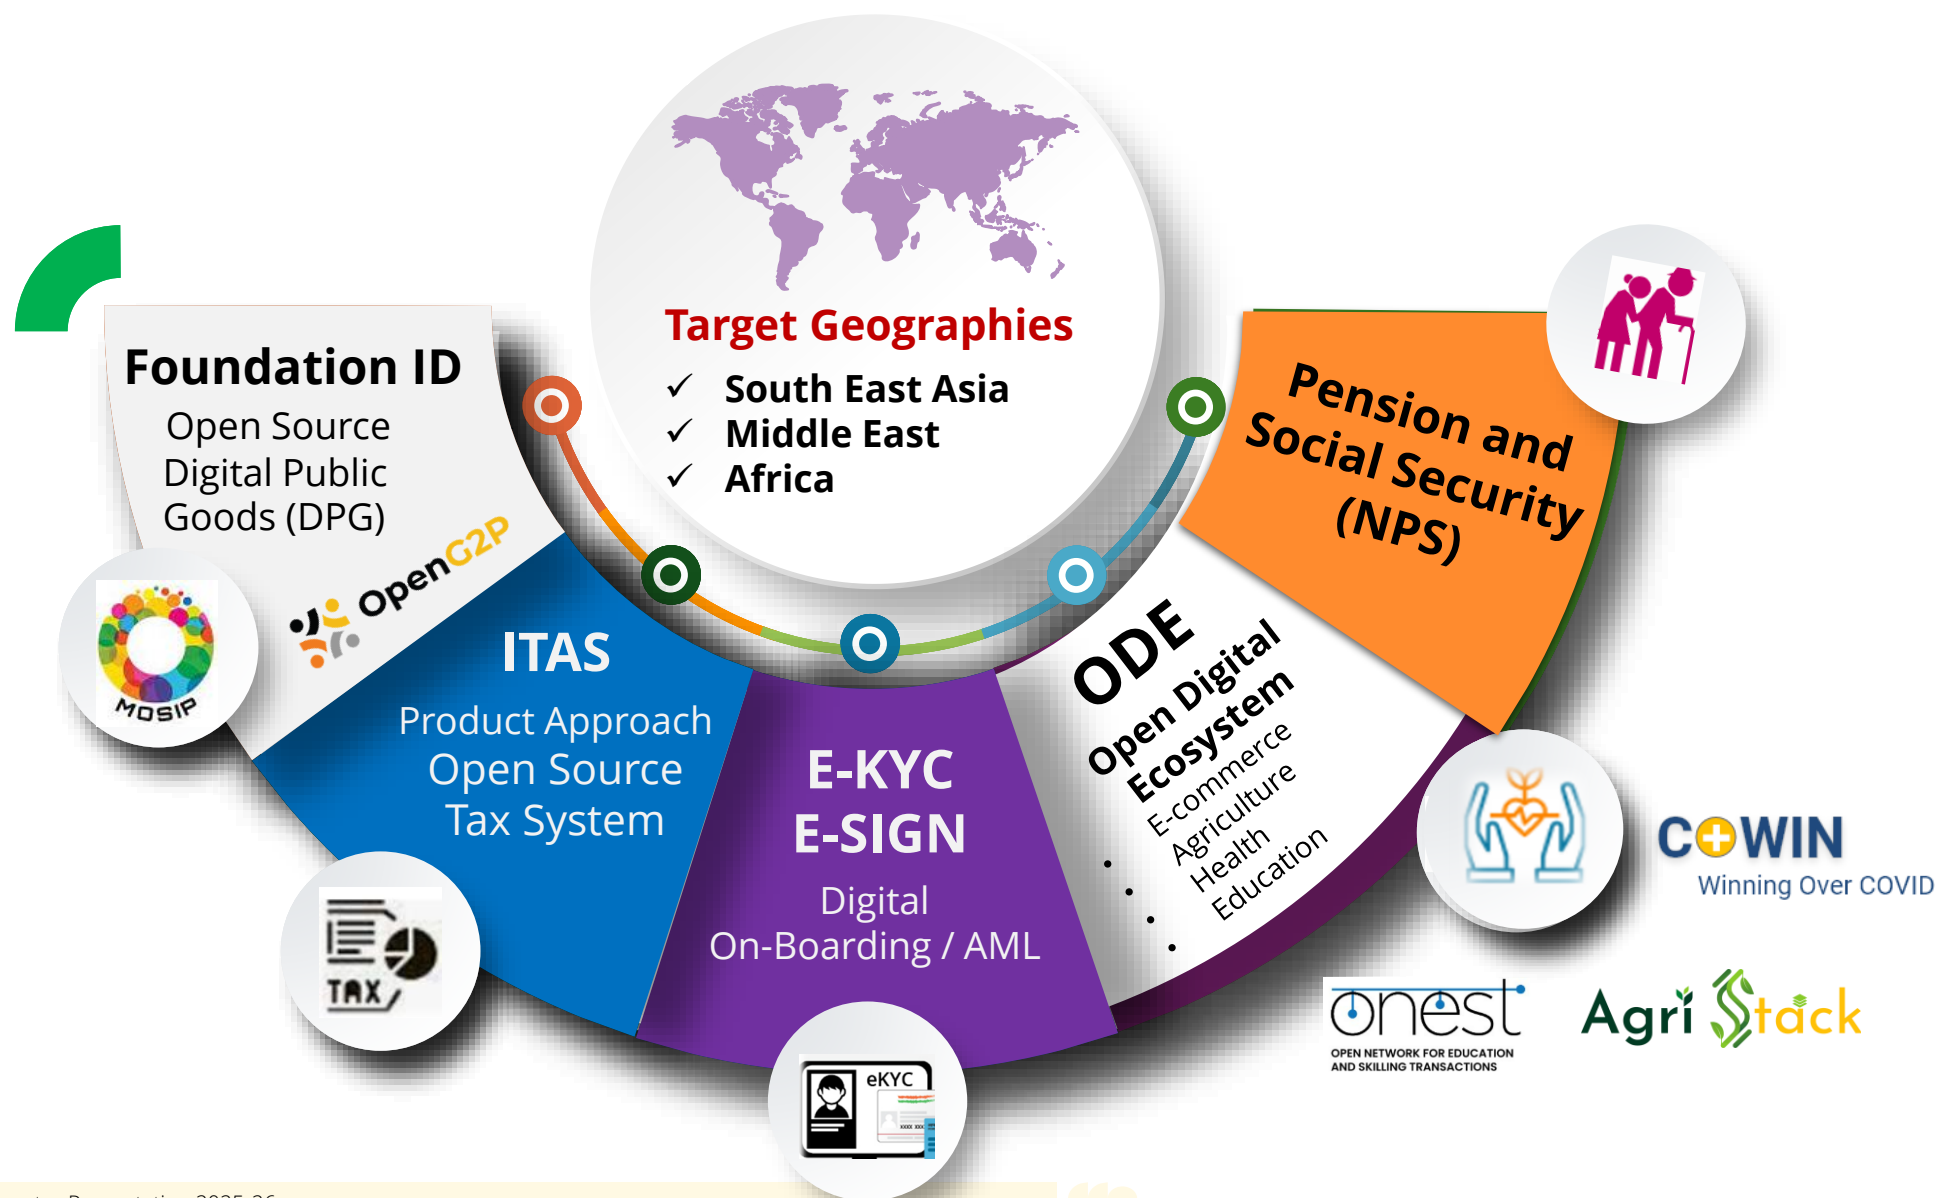 Target Geographies
✓ South East Asia
✓ Middle East
✓ Africa
Foundation ID
Open Source
Digital Public
Goods (DPG)
OpenG2P
MOSIP
ITAS
Product Approach
Open Source
Tax System
TAX
E-KYC
E-SIGN
Digital
On-Boarding / AML
eKYC
ODE
Open Digital
Ecosystem
• E-commerce
• Agriculture
• Health
• Education
Pension and
Social Security
(NPS)
COWIN
Winning Over COVID
onest
OPEN NETWORK FOR EDUCATION
AND SKILLING TRANSACTIONS
Agri Stack